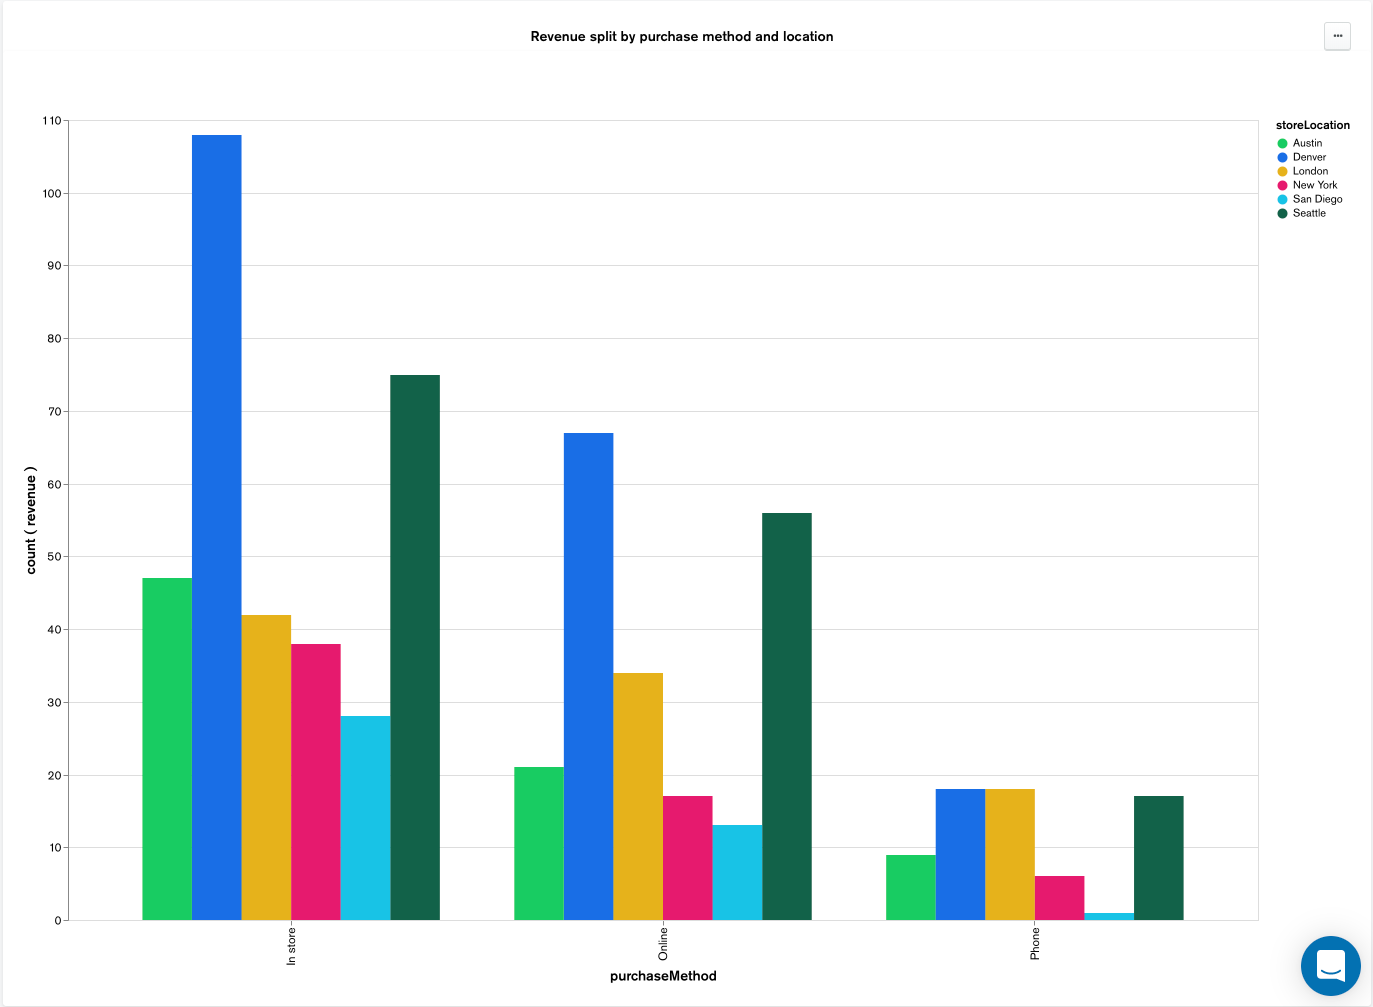 Revenue split by purchase method and location
storeLocation
Austin
Denver
London
New York
San Diego
Seattle
count ( revenue )
110
100
90
80
70
60
50
40
30
20
10
0
In store
Online
Phone
purchaseMethod